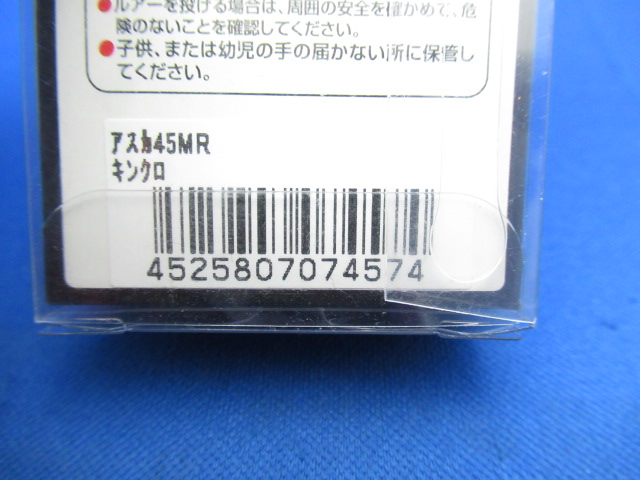 ●ルアーを投げる場合は、周囲の安全を確かめて、危
険のないことを確認してください。
●子供、または幼児の手の届かない所に保管し
てください。
アスカ45MR
キンクロ
4525807074574